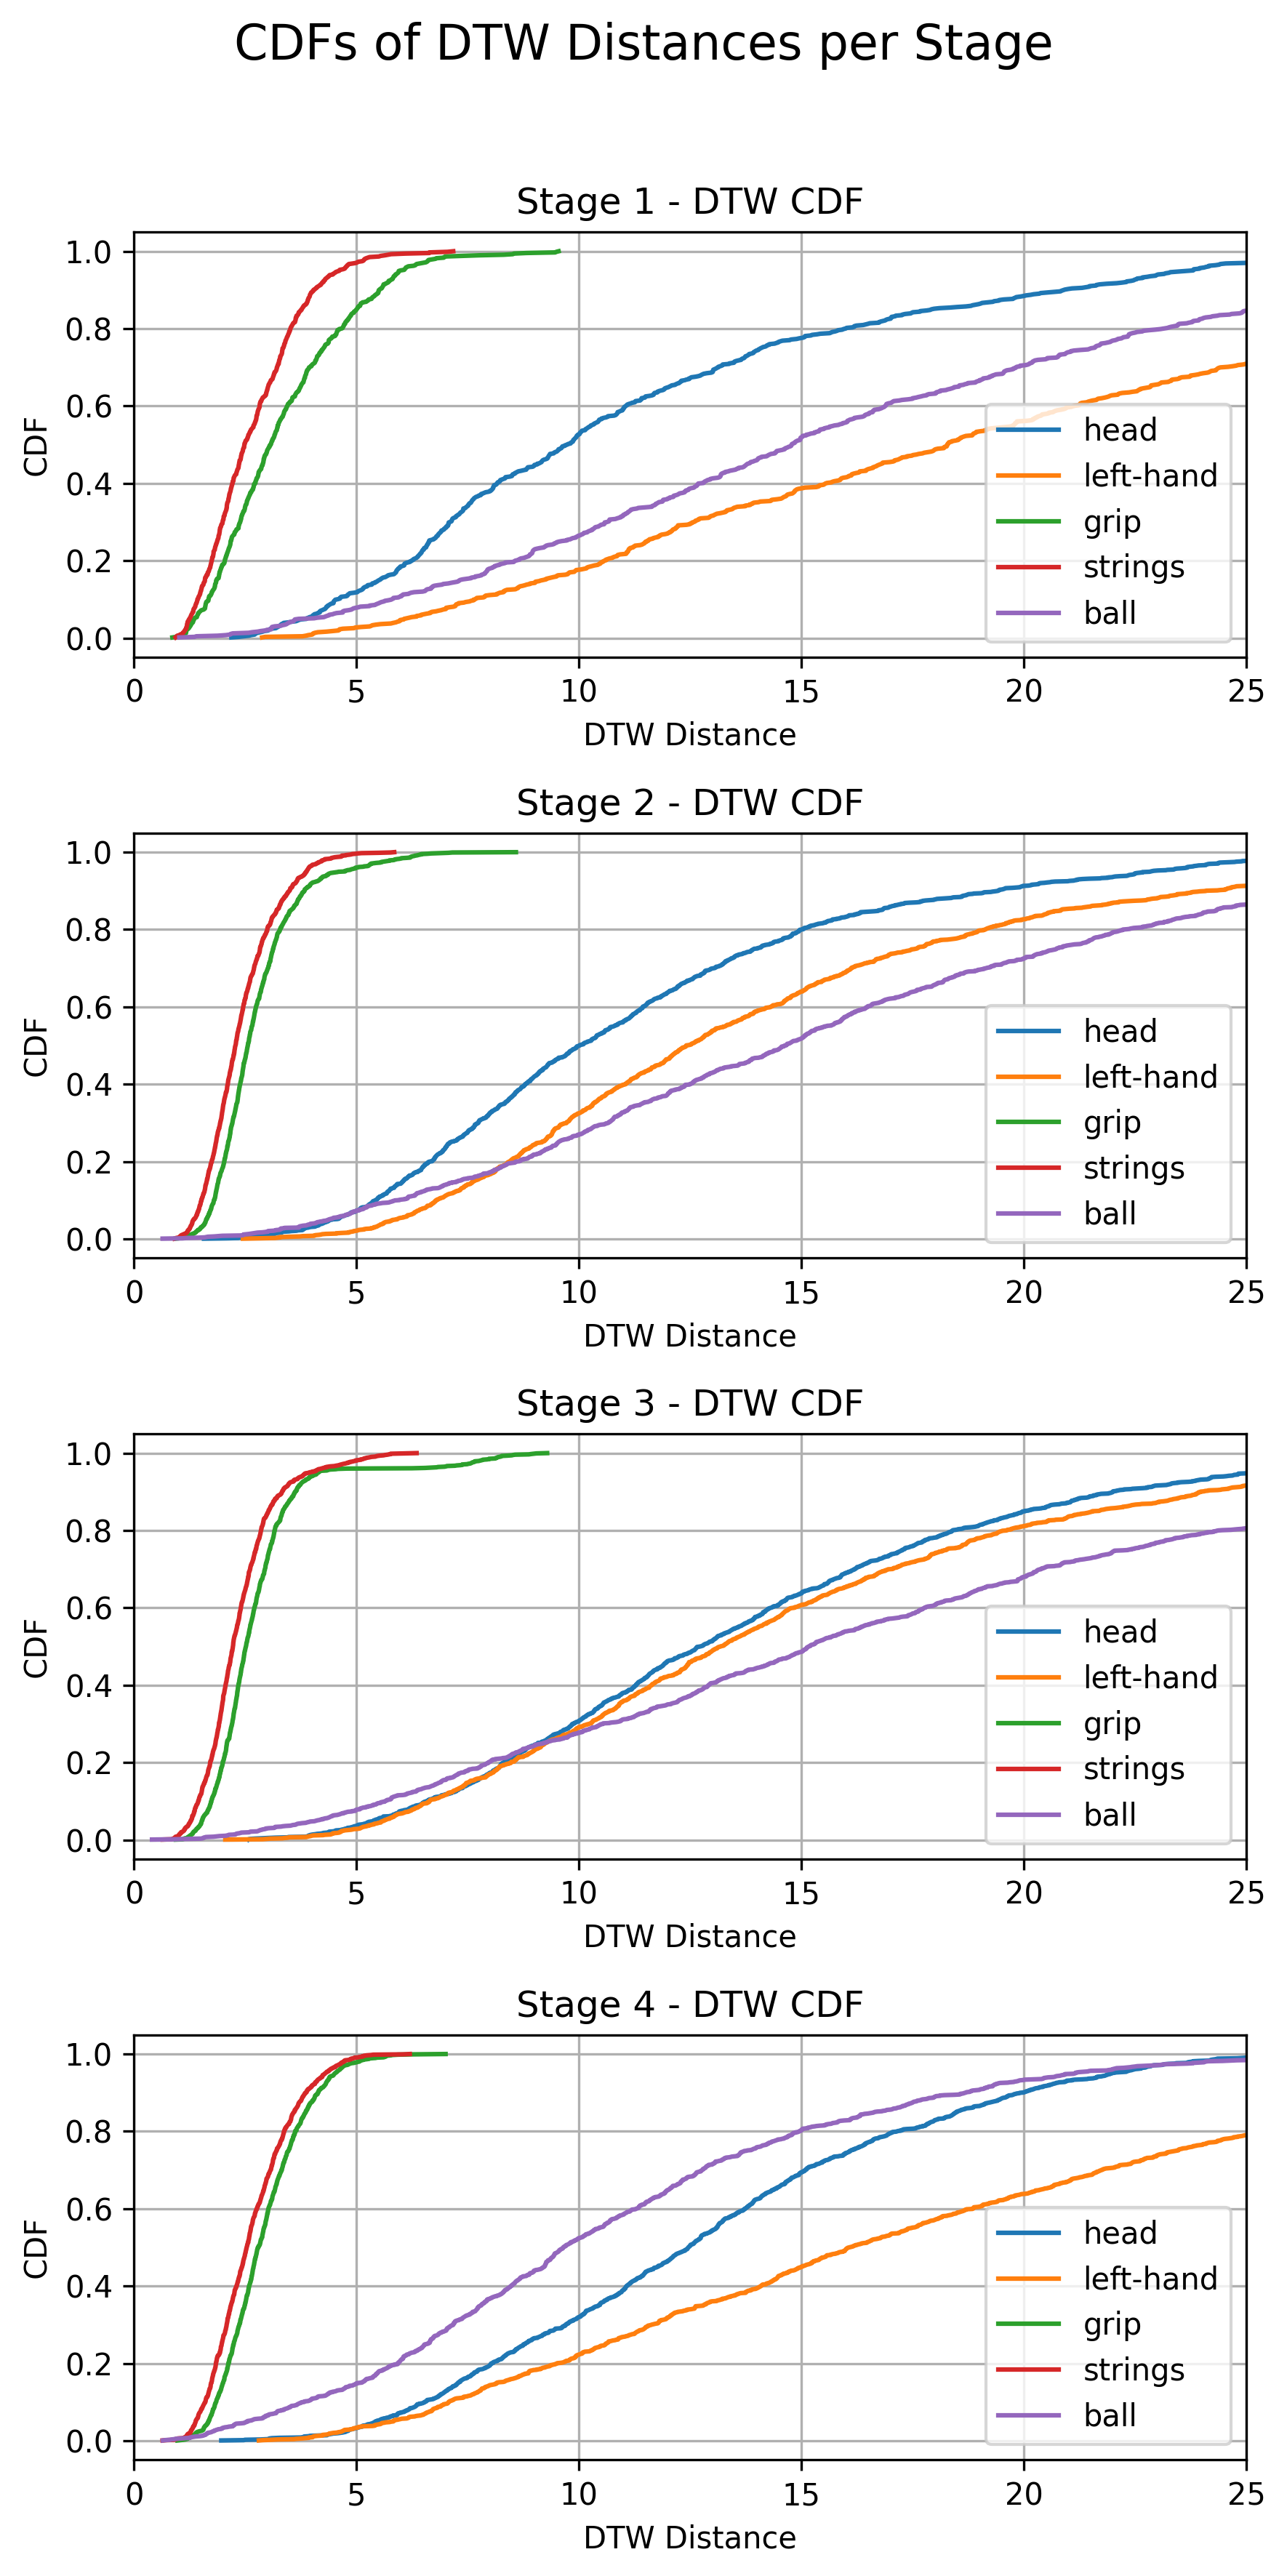 CDFs of DTW Distances per Stage
Stage 1 - DTW CDF
1.0
0.8
0.6
0.4
0.2
0.0
CDF
head
left-hand
grip
strings
ball
0 5 10 15 20 25
DTW Distance
Stage 2 - DTW CDF
1.0
0.8
0.6
0.4
0.2
0.0
CDF
head
left-hand
grip
strings
ball
0 5 10 15 20 25
DTW Distance
Stage 3 - DTW CDF
1.0
0.8
0.6
0.4
0.2
0.0
CDF
head
left-hand
grip
strings
ball
0 5 10 15 20 25
DTW Distance
Stage 4 - DTW CDF
1.0
0.8
0.6
0.4
0.2
0.0
CDF
head
left-hand
grip
strings
ball
0 5 10 15 20 25
DTW Distance